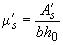 μ′ₛ = A′ₛ / bh₀